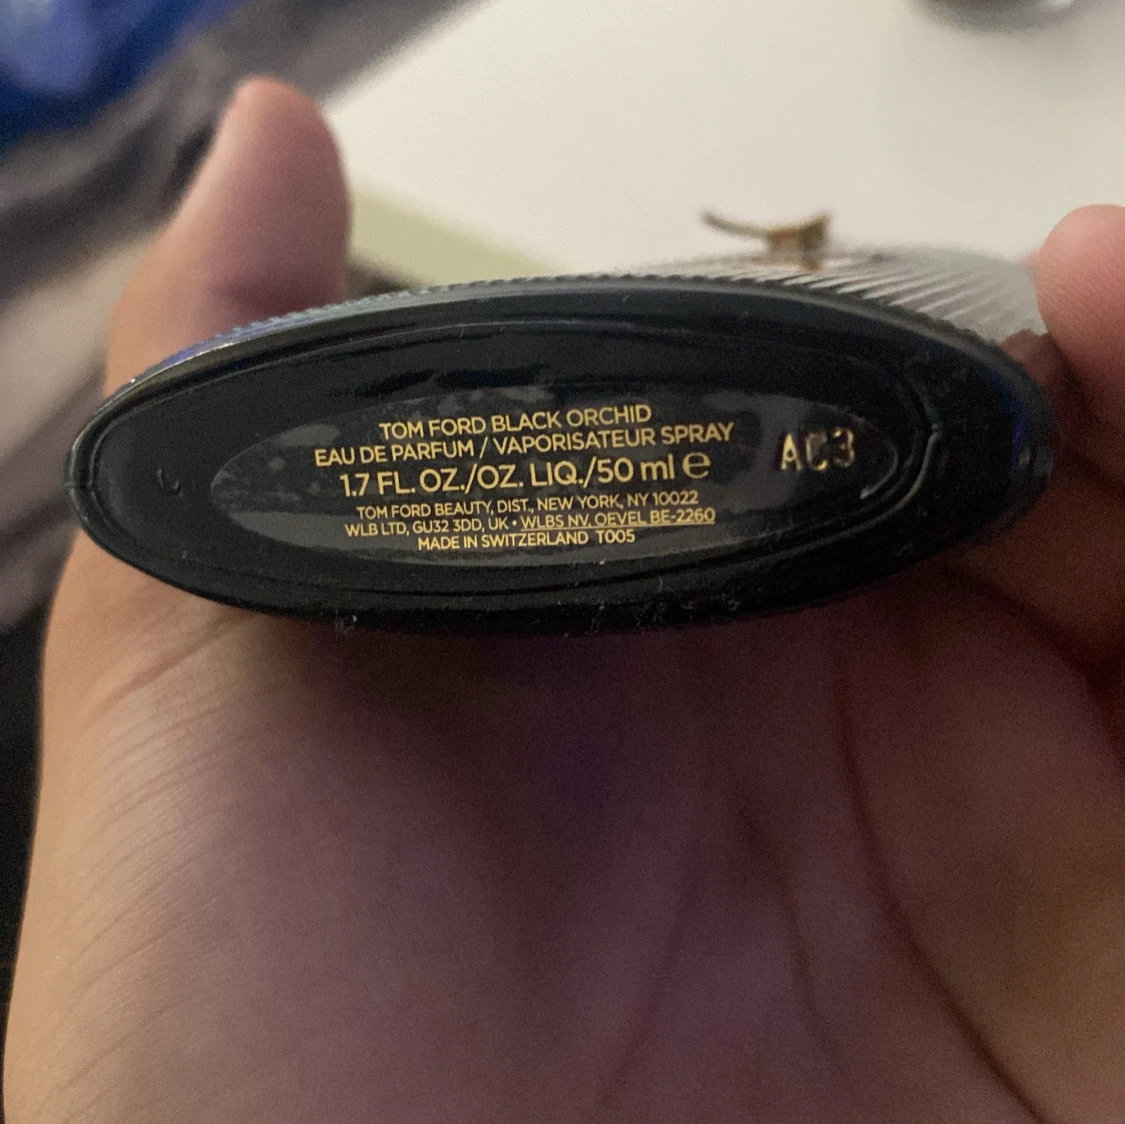 TOM FORD BLACK ORCHID
EAU DE PARFUM / VAPORISATEUR SPRAY
1.7 FL. OZ./OZ. LIQ./50 ml ℮
TOM FORD BEAUTY, DIST., NEW YORK, NY 10022
WLB LTD, GU32 3DD, UK • WLBS NV. OEVEL BE-2260
MADE IN SWITZERLAND T005
AC3